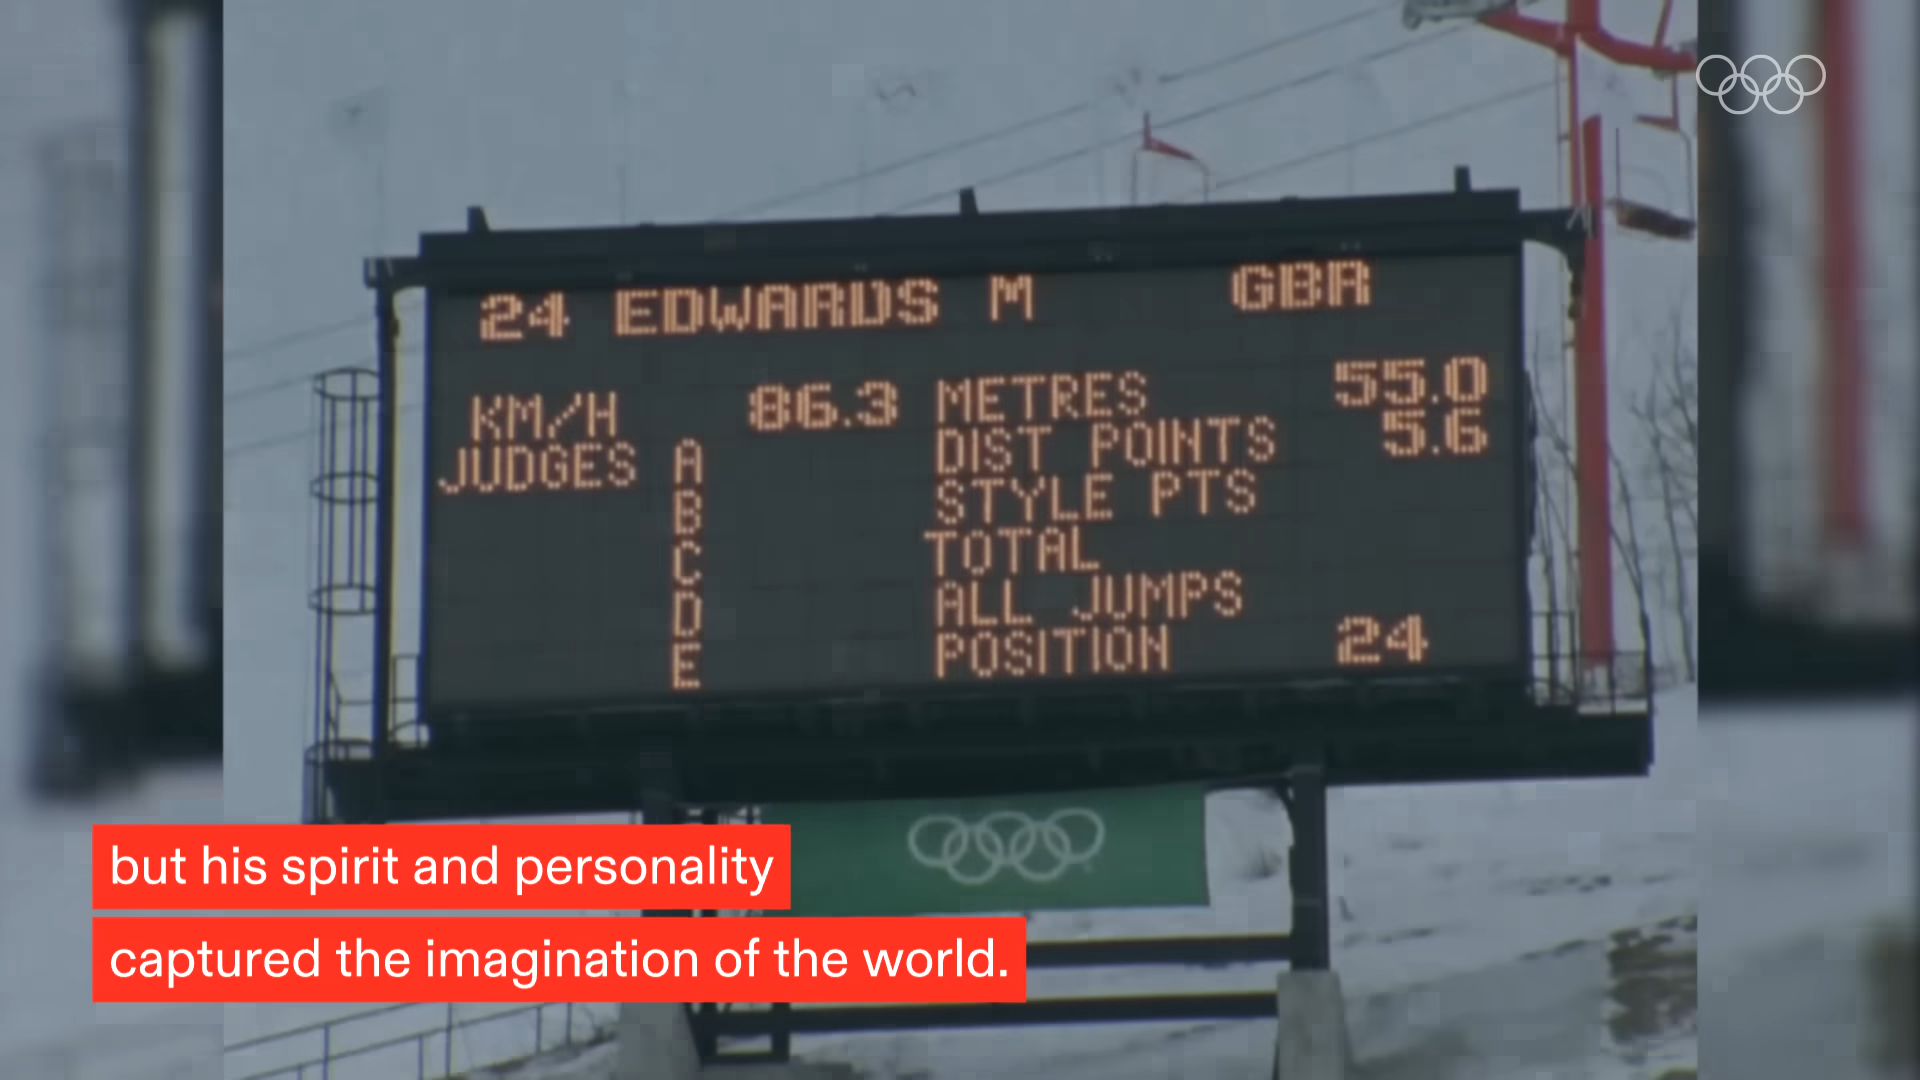 24 EDWARDS M GBR
KM/H 86.3 METRES 55.0
JUDGES A DIST POINTS 5.6
B STYLE PTS
C TOTAL
D ALL JUMPS
E POSITION 24
but his spirit and personality
captured the imagination of the world.